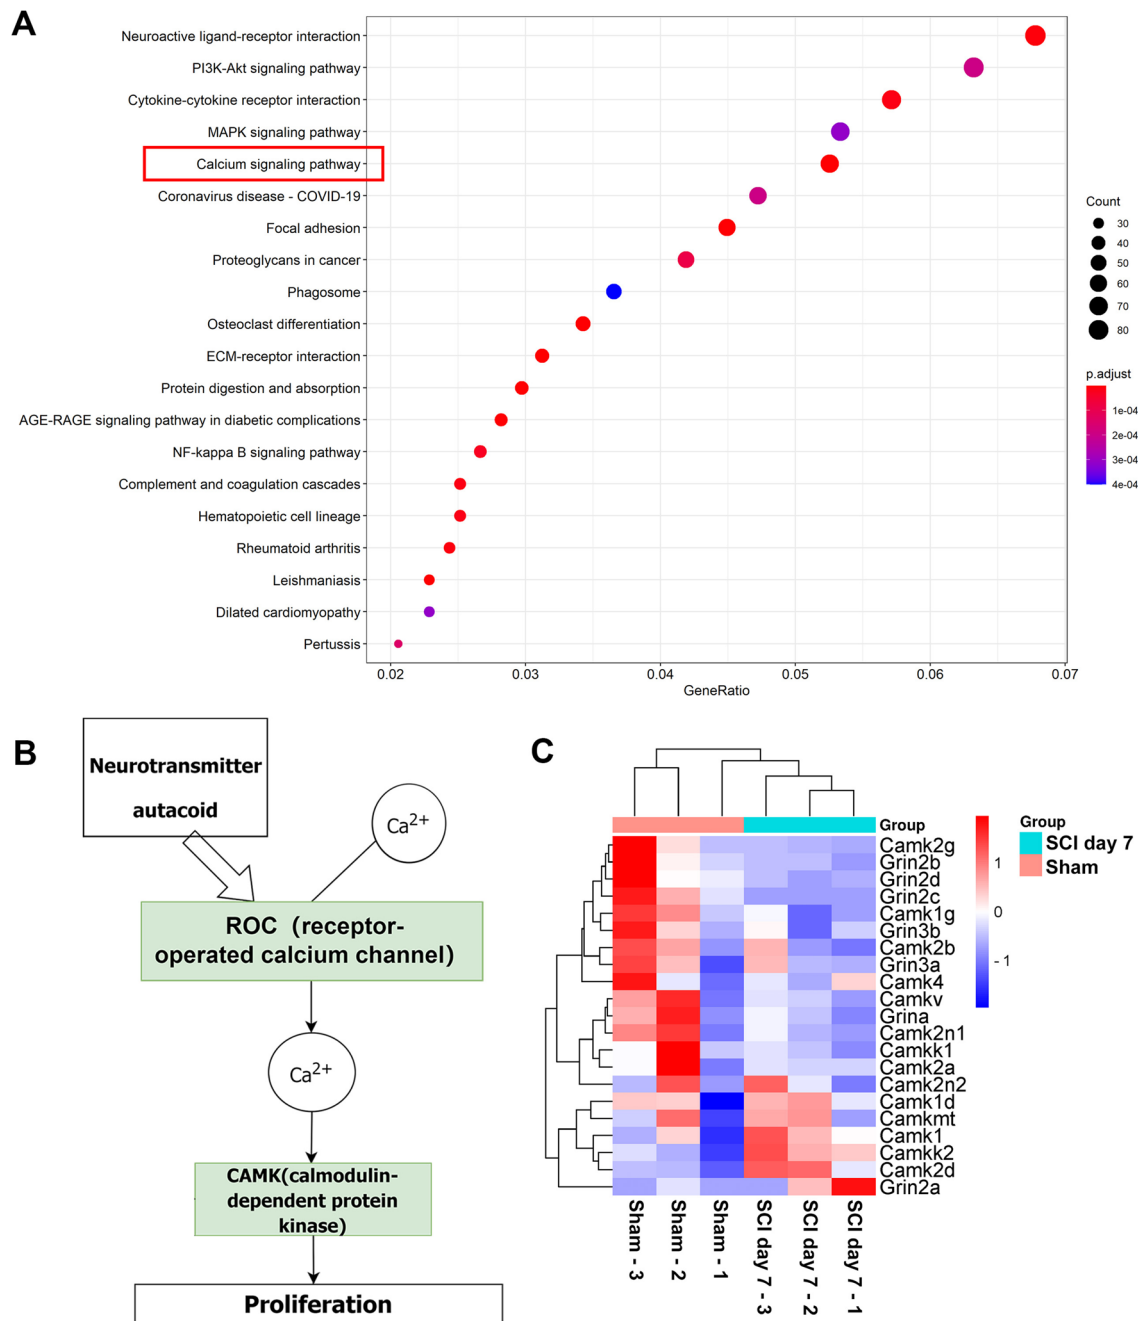 A
Neuroactive ligand-receptor interaction
PI3K-Akt signaling pathway
Cytokine-cytokine receptor interaction
MAPK signaling pathway
Calcium signaling pathway
Coronavirus disease - COVID-19
Focal adhesion
Proteoglycans in cancer
Phagosome
Osteoclast differentiation
ECM-receptor interaction
Protein digestion and absorption
AGE-RAGE signaling pathway in diabetic complications
NF-kappa B signaling pathway
Complement and coagulation cascades
Hematopoietic cell lineage
Rheumatoid arthritis
Leishmaniasis
Dilated cardiomyopathy
Pertussis
0.02 0.03 0.04 0.05 0.06 0.07
GeneRatio
Count
30
40
50
60
70
80
p.adjust
1e-04
2e-04
3e-04
4e-04
B
Neurotransmitter
autacoid
Ca2+
ROC (receptor-
operated calcium channel)
Ca2+
CAMK(calmodulin-
dependent protein
kinase)
Proliferation
C
Group
Camk2g
Grin2b
Grin2d
Grin2c
Camk1g
Grin3b
Camk2b
Grin3a
Camk4
Camkv
Grina
Camk2n1
Camkk1
Camk2a
Camk2n2
Camk1d
Camkmt
Camk1
Camkk2
Camk2d
Grin2a
Sham - 3
Sham - 2
Sham - 1
SCI day 7 - 3
SCI day 7 - 2
SCI day 7 - 1
1
0
- 1
Group
SCI day 7
Sham